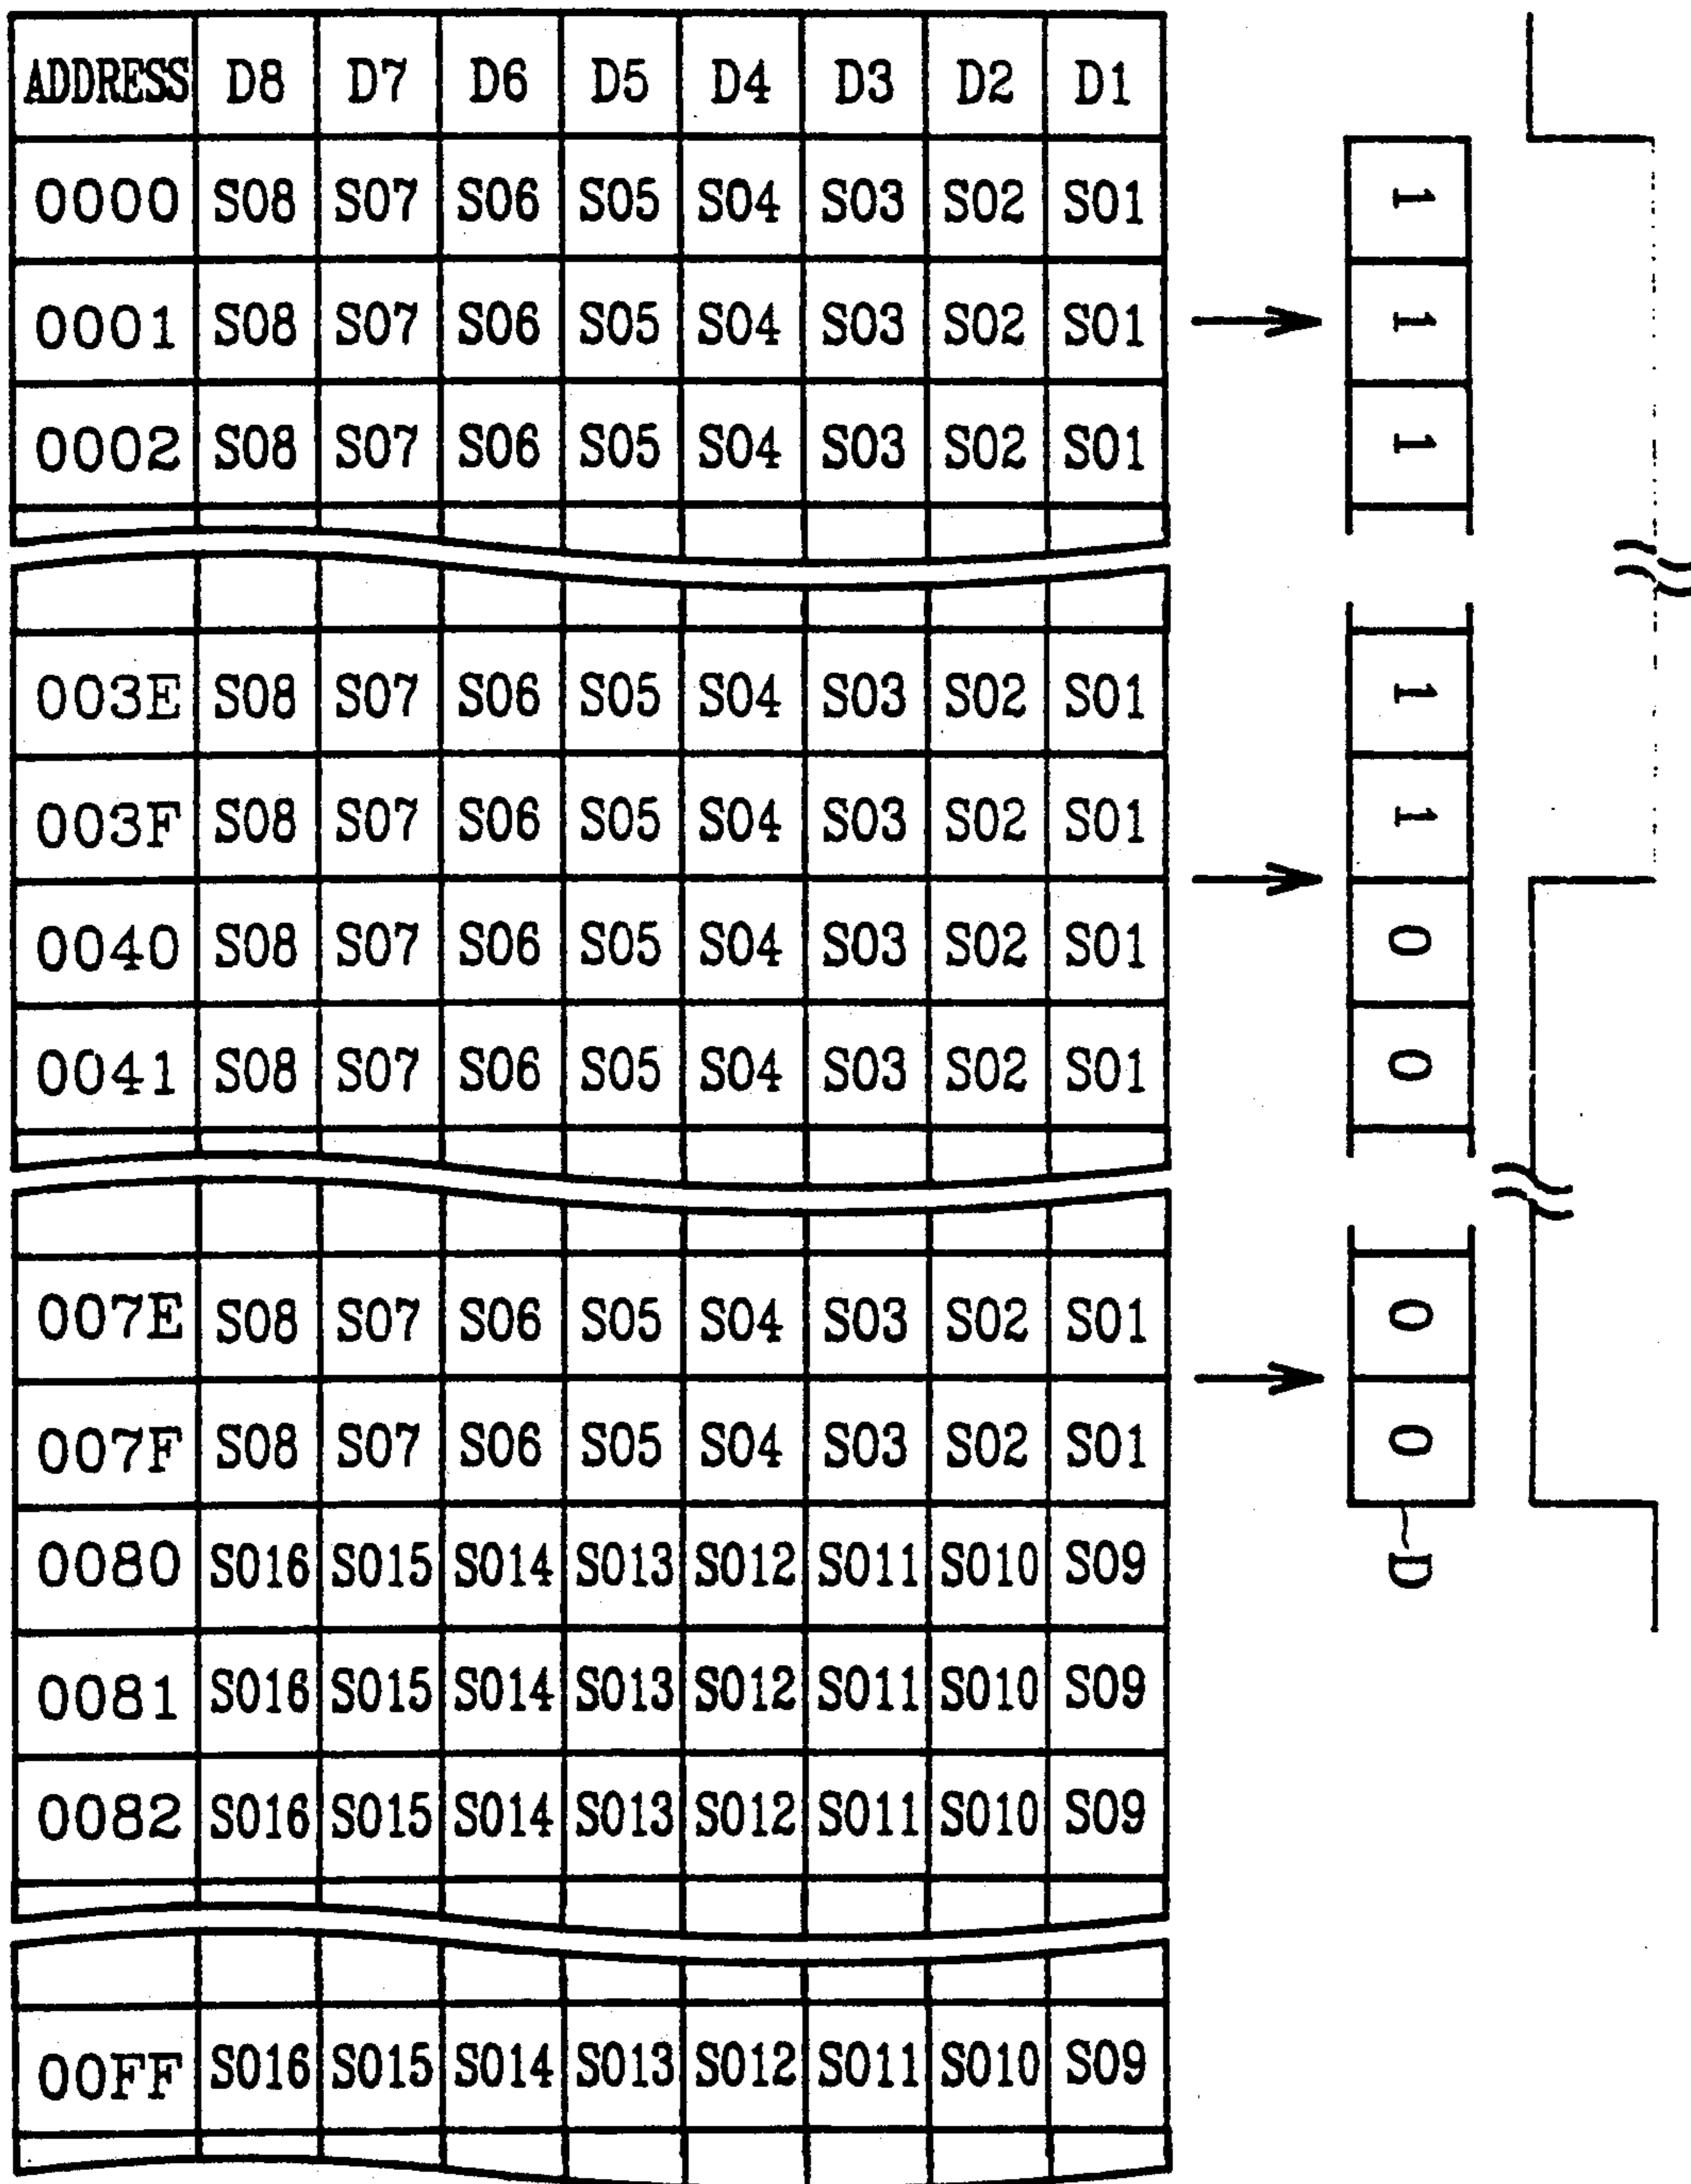 ADDRESS D8 D7 D6 D5 D4 D3 D2 D1
0000 S08 S07 S06 S05 S04 S03 S02 S01
1
0001 S08 S07 S06 S05 S04 S03 S02 S01
1
0002 S08 S07 S06 S05 S04 S03 S02 S01
1
003E S08 S07 S06 S05 S04 S03 S02 S01
1
003F S08 S07 S06 S05 S04 S03 S02 S01
1
0040 S08 S07 S06 S05 S04 S03 S02 S01
0
0041 S08 S07 S06 S05 S04 S03 S02 S01
0
007E S08 S07 S06 S05 S04 S03 S02 S01
0
007F S08 S07 S06 S05 S04 S03 S02 S01
0
0080 S016 S015 S014 S013 S012 S011 S010 S09
D
0081 S016 S015 S014 S013 S012 S011 S010 S09
0082 S016 S015 S014 S013 S012 S011 S010 S09
00FF S016 S015 S014 S013 S012 S011 S010 S09